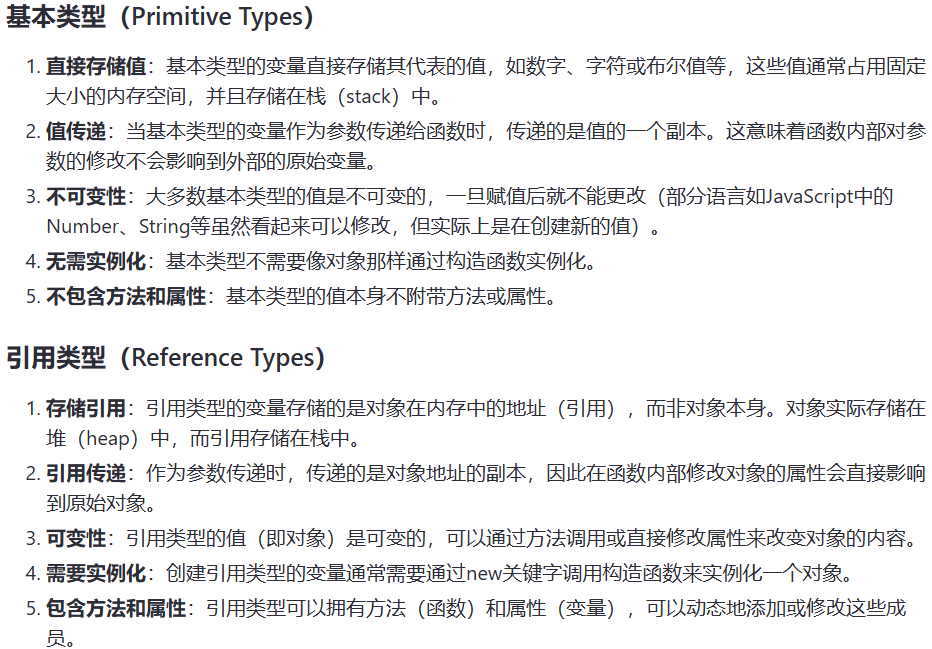 基本类型（Primitive Types）
1. 直接存储值：基本类型的变量直接存储其代表的值，如数字、字符或布尔值等，这些值通常占用固定
大小的内存空间，并且存储在栈（stack）中。
2. 值传递：当基本类型的变量作为参数传递给函数时，传递的是值的一个副本。这意味着函数内部对参
数的修改不会影响到外部的原始变量。
3. 不可变性：大多数基本类型的值是不可变的，一旦赋值后就不能更改（部分语言如JavaScript中的
Number、String等虽然看起来可以修改，但实际上是在创建新的值）。
4. 无需实例化：基本类型不需要像对象那样通过构造函数实例化。
5. 不包含方法和属性：基本类型的值本身不附带方法或属性。
引用类型（Reference Types）
1. 存储引用：引用类型的变量存储的是对象在内存中的地址（引用），而非对象本身。对象实际存储在
堆（heap）中，而引用存储在栈中。
2. 引用传递：作为参数传递时，传递的是对象地址的副本，因此在函数内部修改对象的属性会直接影响
到原始对象。
3. 可变性：引用类型的值（即对象）是可变的，可以通过方法调用或直接修改属性来改变对象的内容。
4. 需要实例化：创建引用类型的变量通常需要通过new关键字调用构造函数来实例化一个对象。
5. 包含方法和属性：引用类型可以拥有方法（函数）和属性（变量），可以动态地添加或修改这些成
员。